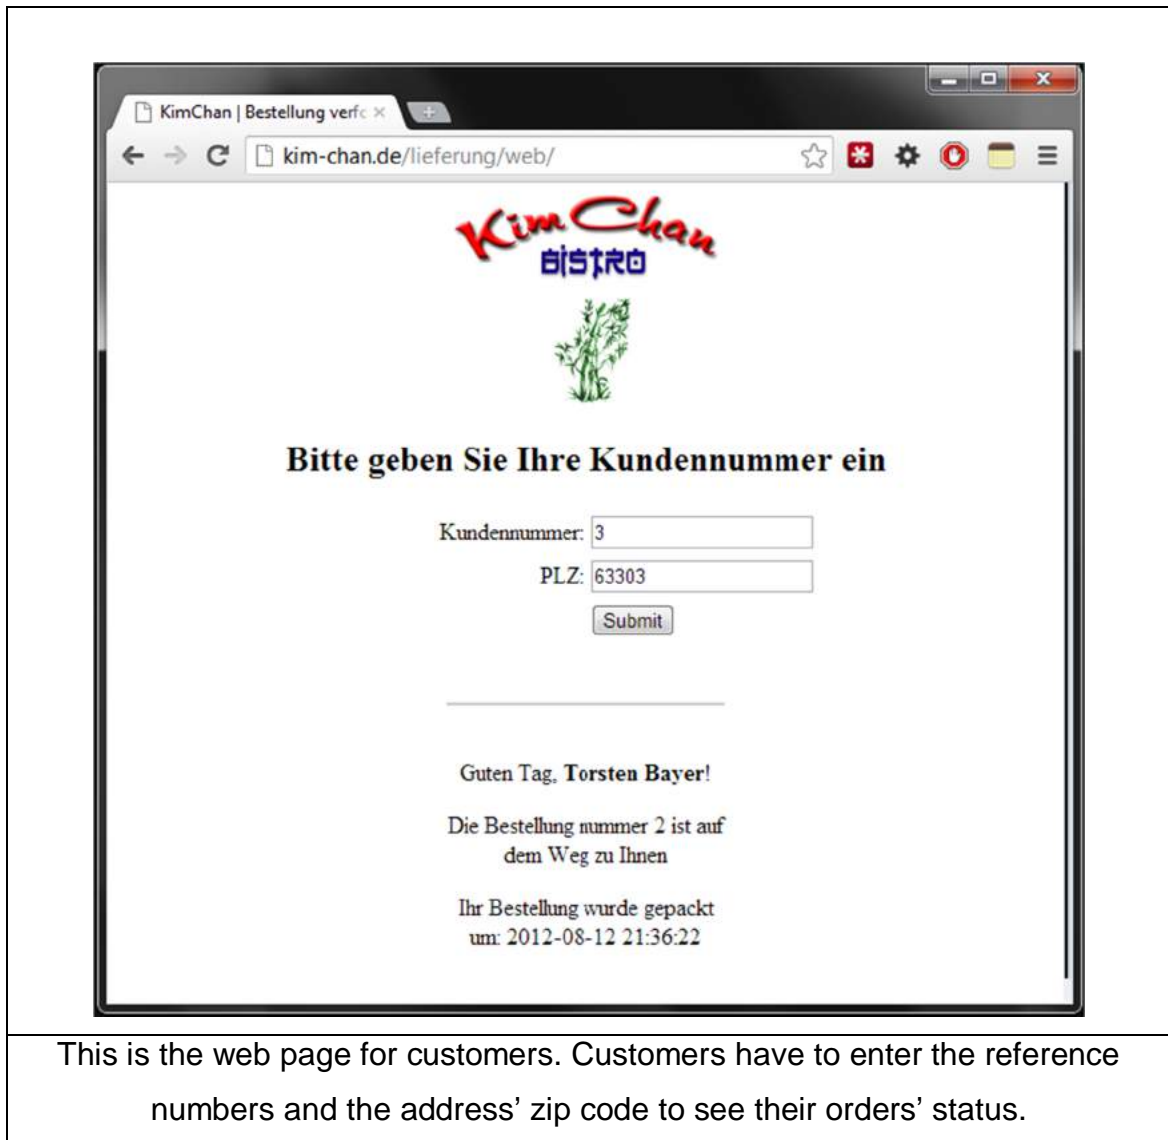 KimChan | Bestellung verfo
kim-chan.de/lieferung/web/
Kim Chan
BISTRO
Bitte geben Sie Ihre Kundennummer ein
Kundennummer: 3
PLZ: 63303
Submit
Guten Tag, Torsten Bayer!
Die Bestellung nummer 2 ist auf
dem Weg zu Ihnen
Ihr Bestellung wurde gepackt
um: 2012-08-12 21:36:22
This is the web page for customers. Customers have to enter the reference
numbers and the address’ zip code to see their orders’ status.